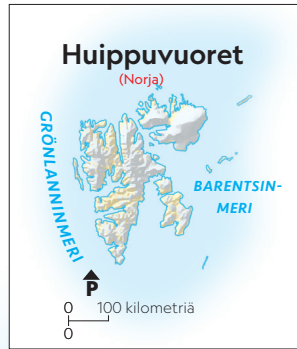 Huippuvuoret
(Norja)
GRÖNLANNINMERI
BARENTSIN-
MERI
P
0 100 kilometriä
0